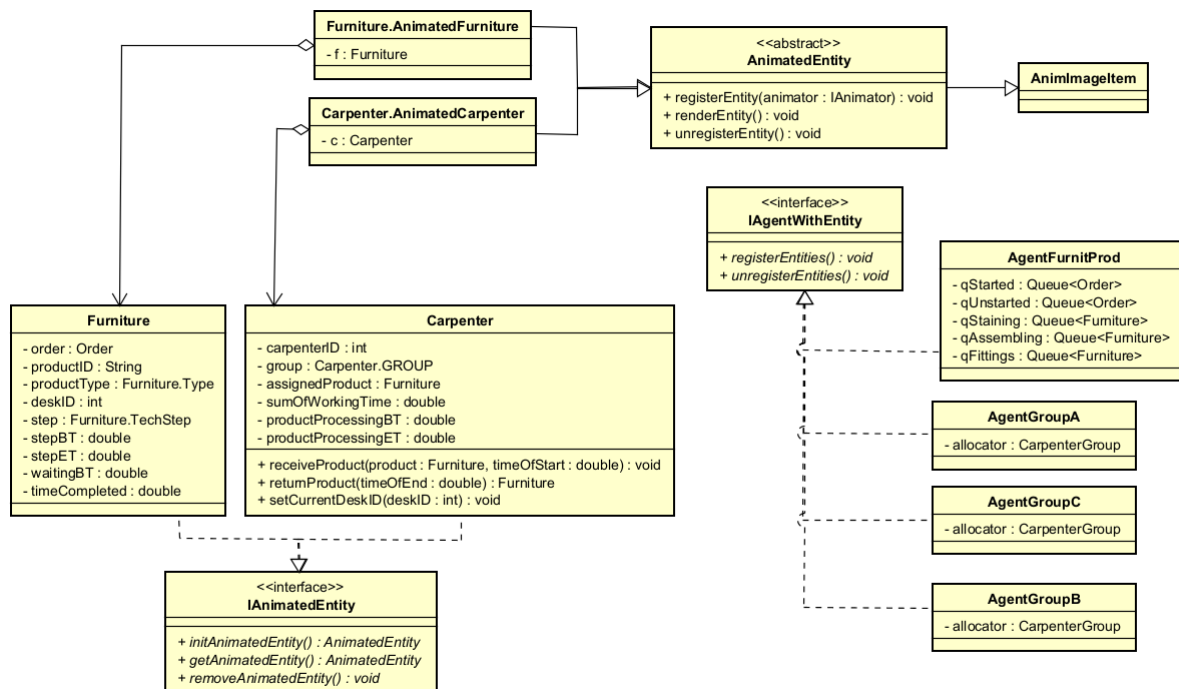 Furniture.AnimatedFurniture
- f : Furniture
Carpenter.AnimatedCarpenter
- c : Carpenter
<<abstract>>
AnimatedEntity
+ registerEntity(animator : IAnimator) : void
+ renderEntity() : void
+ unregisterEntity() : void
AnimImageItem
<<interface>>
IAgentWithEntity
+ registerEntities() : void
+ unregisterEntities() : void
AgentFurnitProd
- qStarted : Queue<Order>
- qUnstarted : Queue<Order>
- qStaining : Queue<Furniture>
- qAssembling : Queue<Furniture>
- qFittings : Queue<Furniture>
Furniture
- order : Order
- productID : String
- productType : Furniture.Type
- deskID : int
- step : Furniture.TechStep
- stepBT : double
- stepET : double
- waitingBT : double
- timeCompleted : double
Carpenter
- carpenterID : int
- group : Carpenter.GROUP
- assignedProduct : Furniture
- sumOfWorkingTime : double
- productProcessingBT : double
- productProcessingET : double
+ receiveProduct(product : Furniture, timeOfStart : double) : void
+ returnProduct(timeOfEnd : double) : Furniture
+ setCurrentDeskID(deskID : int) : void
AgentGroupA
- allocator : CarpenterGroup
AgentGroupC
- allocator : CarpenterGroup
AgentGroupB
- allocator : CarpenterGroup
<<interface>>
IAnimatedEntity
+ initAnimatedEntity() : AnimatedEntity
+ getAnimatedEntity() : AnimatedEntity
+ removeAnimatedEntity() : void